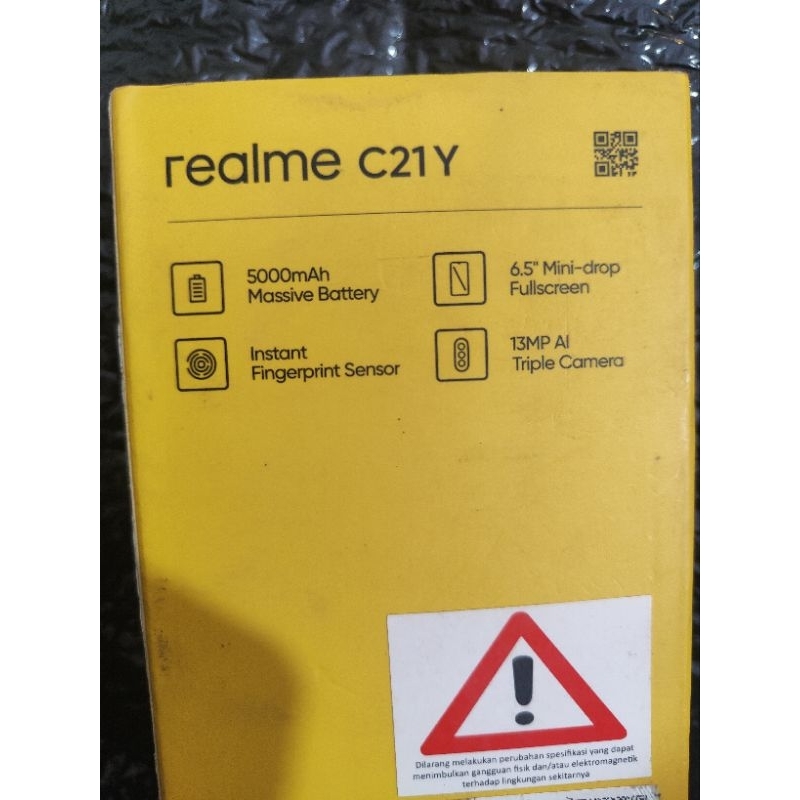 realme C21Y
5000mAh
Massive Battery
6.5" Mini-drop
Fullscreen
Instant
Fingerprint Sensor
13MP AI
Triple Camera
Dilarang melakukan perubahan spesifikasi yang dapat
menimbulkan gangguan fisik dan/atau elektromagnetik
terhadap lingkungan sekitarnya